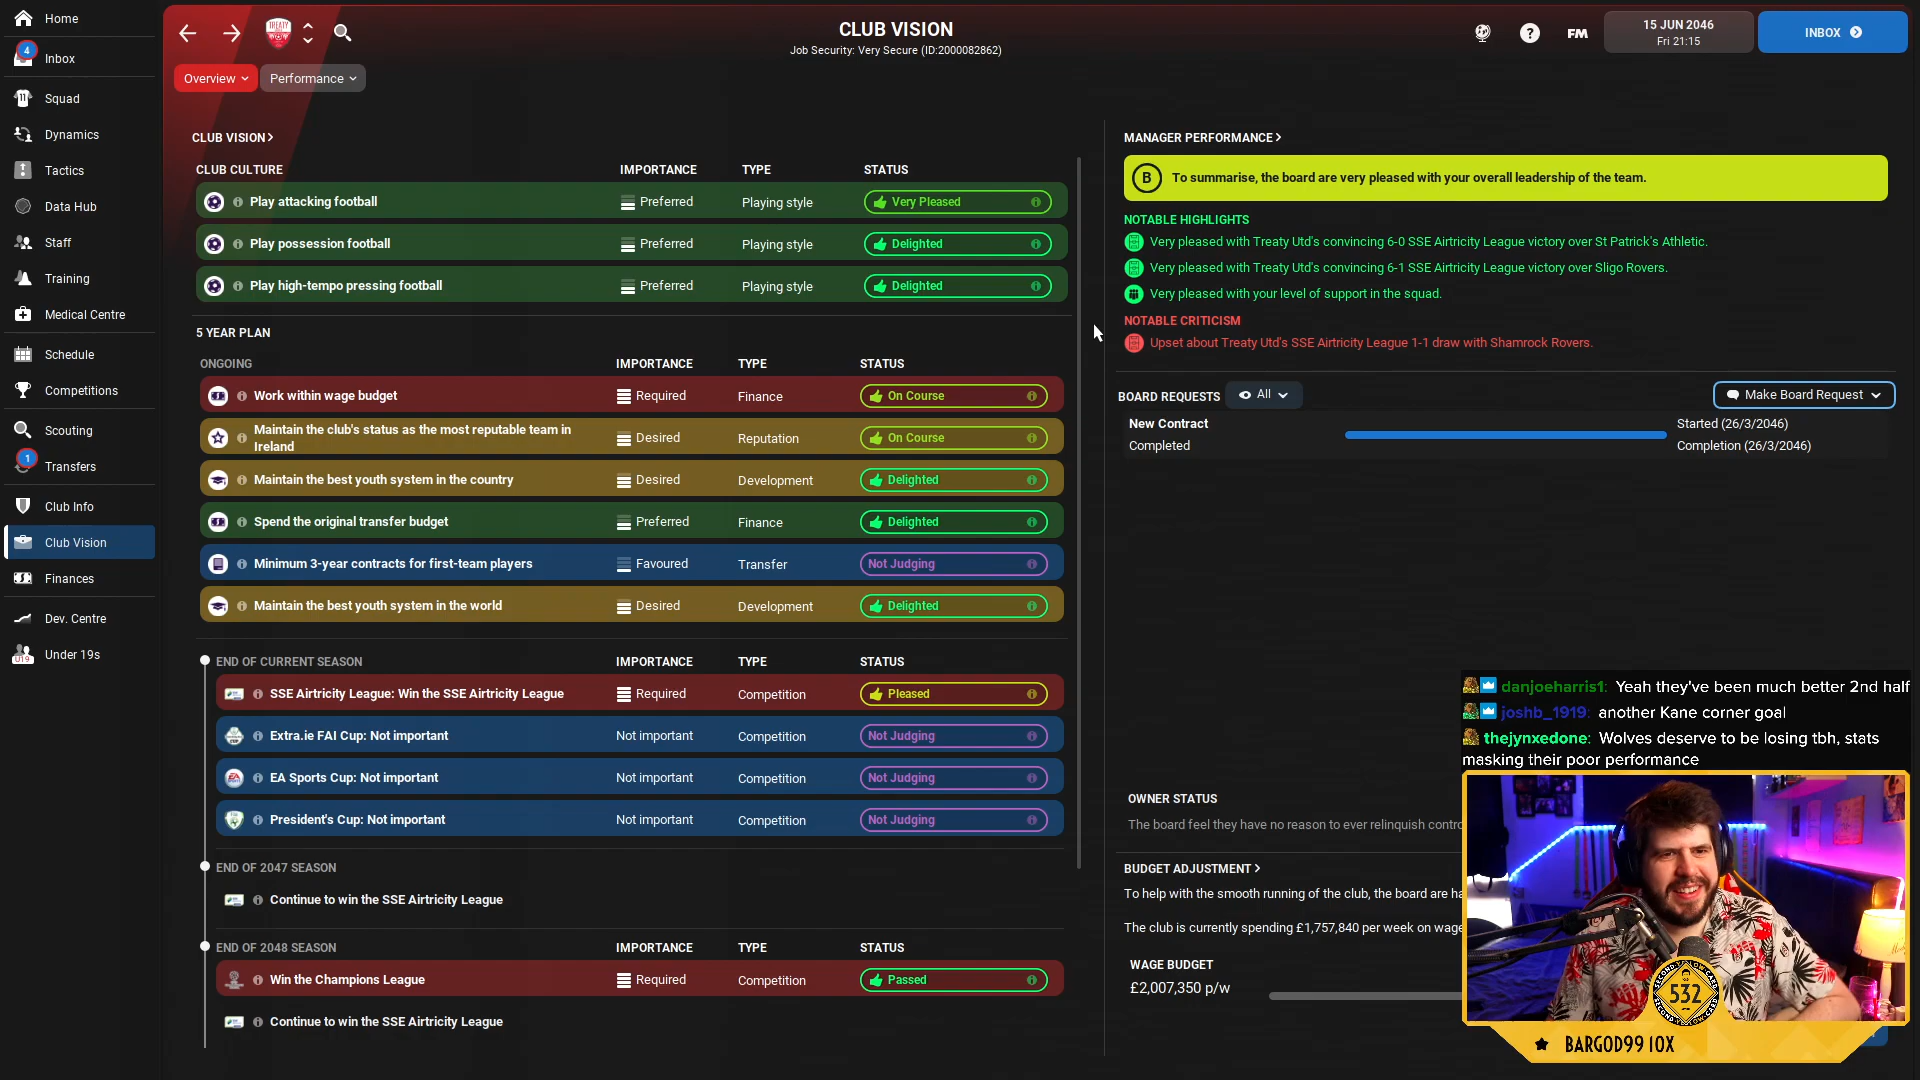 Home
Inbox
4
Squad
Dynamics
Tactics
Data Hub
Staff
Training
Medical Centre
Schedule
Competitions
Scouting
Transfers
1
Club Info
Club Vision
Finances
Dev. Centre
Under 19s
U19
TREATY
CLUB VISION
Job Security: Very Secure (ID:2000082862)
FM
15 JUN 2046
Fri 21:15
INBOX
Overview
Performance
CLUB VISION
CLUB CULTURE IMPORTANCE TYPE STATUS
Play attacking football Preferred Playing style Very Pleased
Play possession football Preferred Playing style Delighted
Play high-tempo pressing football Preferred Playing style Delighted
5 YEAR PLAN
ONGOING IMPORTANCE TYPE STATUS
Work within wage budget Required Finance On Course
Maintain the club's status as the most reputable team in
Ireland Desired Reputation On Course
Maintain the best youth system in the country Desired Development Delighted
Spend the original transfer budget Preferred Finance Delighted
Minimum 3-year contracts for first-team players Favoured Transfer Not Judging
Maintain the best youth system in the world Desired Development Delighted
END OF CURRENT SEASON IMPORTANCE TYPE STATUS
SSE Airtricity League: Win the SSE Airtricity League Required Competition Pleased
Extra.ie FAI Cup: Not important Not important Competition Not Judging
EA Sports Cup: Not important Not important Competition Not Judging
President's Cup: Not important Not important Competition Not Judging
END OF 2047 SEASON
Continue to win the SSE Airtricity League
END OF 2048 SEASON IMPORTANCE TYPE STATUS
Win the Champions League Required Competition Passed
Continue to win the SSE Airtricity League
MANAGER PERFORMANCE
B To summarise, the board are very pleased with your overall leadership of the team.
NOTABLE HIGHLIGHTS
Very pleased with Treaty Utd's convincing 6-0 SSE Airtricity League victory over St Patrick's Athletic.
Very pleased with Treaty Utd's convincing 6-1 SSE Airtricity League victory over Sligo Rovers.
Very pleased with your level of support in the squad.
NOTABLE CRITICISM
Upset about Treaty Utd's SSE Airtricity League 1-1 draw with Shamrock Rovers.
BOARD REQUESTS All Make Board Request
New Contract Started (26/3/2046)
Completed Completion (26/3/2046)
OWNER STATUS
The board feel they have no reason to ever relinquish contro
BUDGET ADJUSTMENT
To help with the smooth running of the club, the board are ha
The club is currently spending £1,757,840 per week on wage
WAGE BUDGET
£2,007,350 p/w
danjoeharris1: Yeah they've been much better 2nd half
joshb_1919: another Kane corner goal
thejynxedone: Wolves deserve to be losing tbh, stats
masking their poor performance
SECOND YELLOW CARD
532
BARGOD99 10X